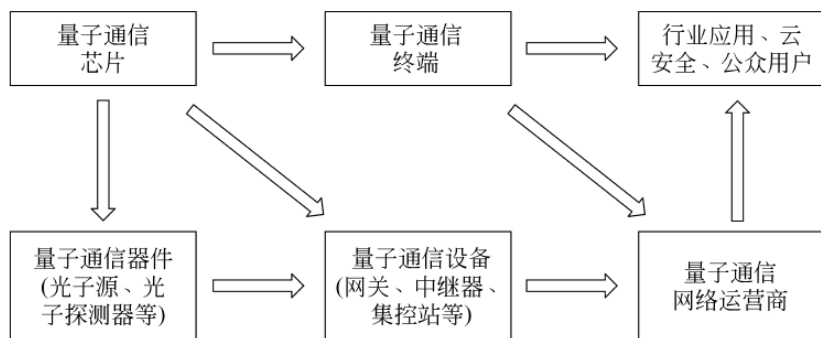 量子通信
芯片
量子通信
终端
行业应用、云
安全、公众用户
量子通信器件
(光子源、光
子探测器等)
量子通信设备
(网关、中继器、
集控站等)
量子通信
网络运营商